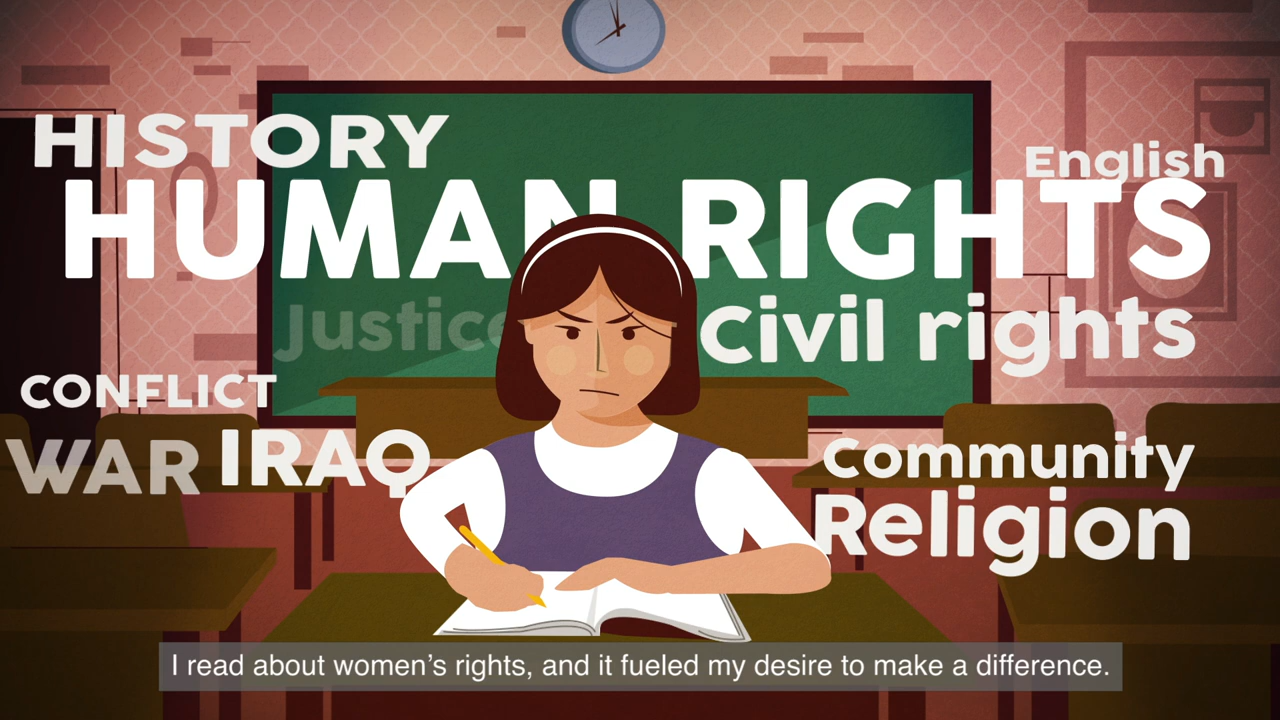 HISTORY
English
HUMAN RIGHTS
Justice
Civil rights
CONFLICT
WAR IRAQ
Community
Religion
I read about women’s rights, and it fueled my desire to make a difference.